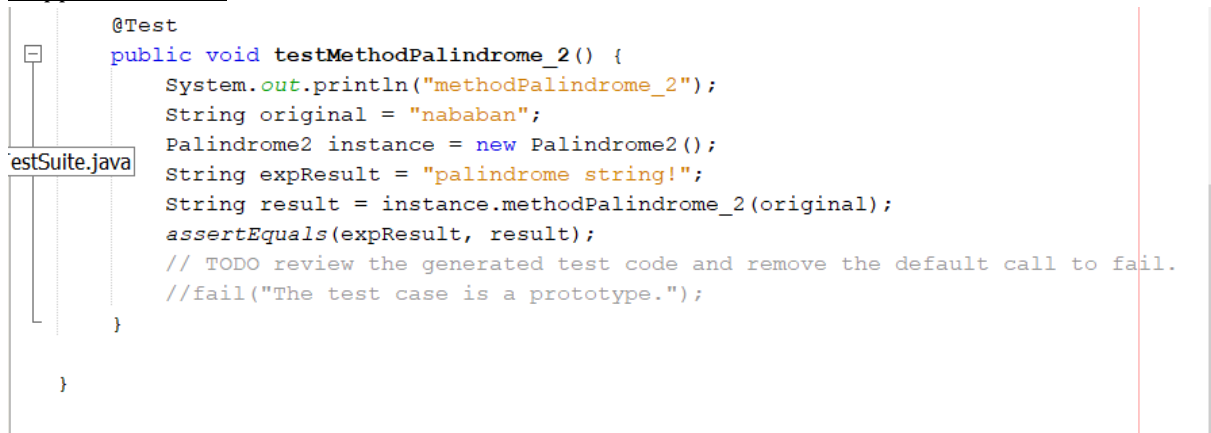 @Test
public void testMethodPalindrome_2() {
System.out.println("methodPalindrome_2");
String original = "nababan";
Palindrome2 instance = new Palindrome2();
estSuite.java
String expResult = "palindrome string!";
String result = instance.methodPalindrome_2(original);
assertEquals(expResult, result);
// TODO review the generated test code and remove the default call to fail.
//fail("The test case is a prototype.");
}
}